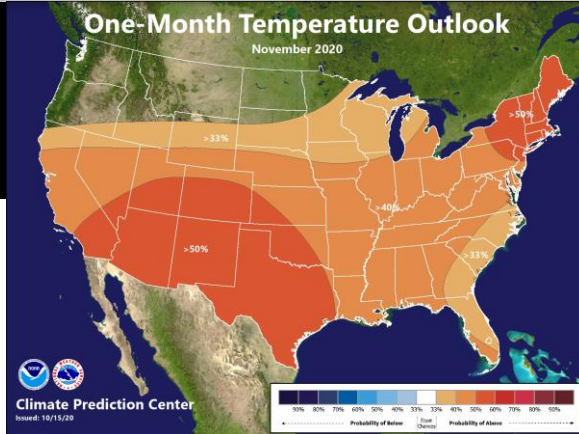 One-Month Temperature Outlook
November 2020
>50%
>33%
>40%
>50%
>33%
NOAA
Climate Prediction Center
Issued: 10/15/20
90% 80% 70% 60% 50% 40% 33% 33% 40% 50% 60% 70% 80% 90%
Probability of Below
Equal
Chances
Probability of Above